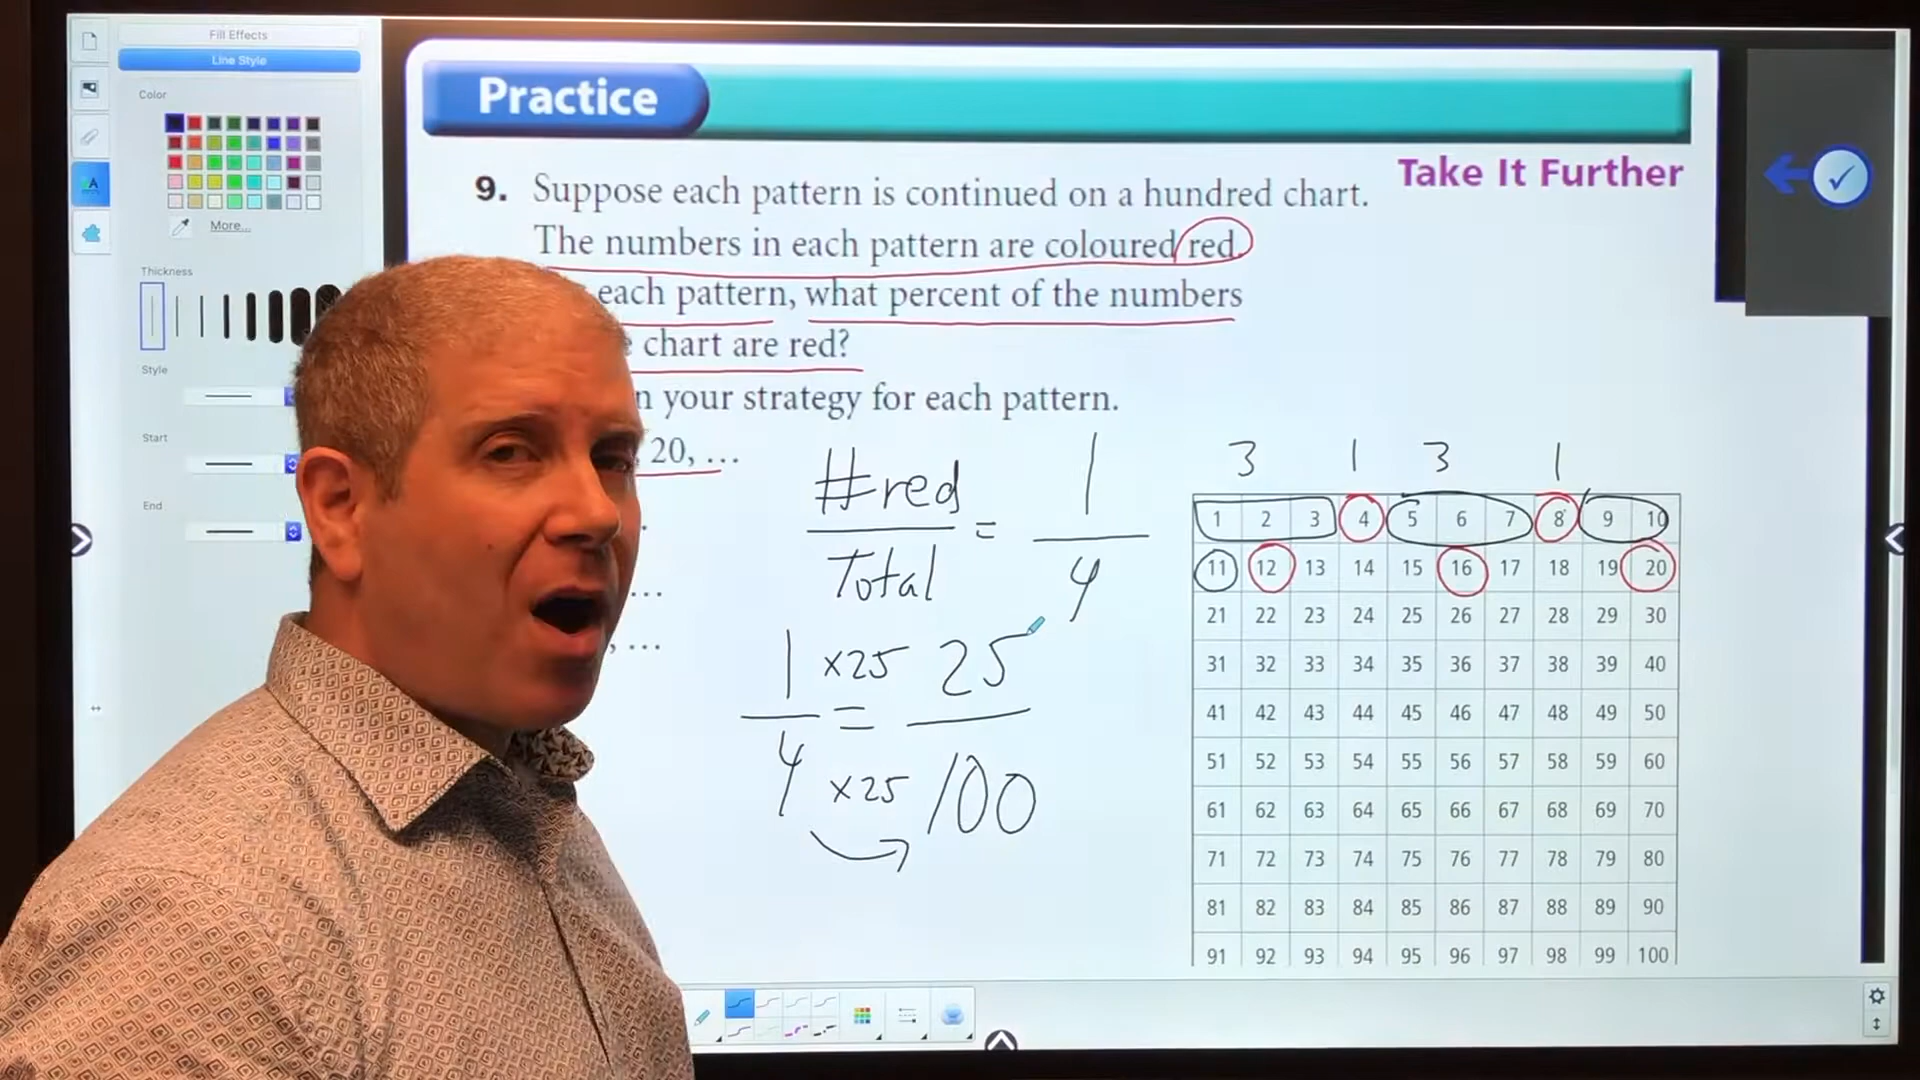 Fill Effects
Line Style
Color
More...
Thickness
Style
Start
End
Practice
Take It Further
9. Suppose each pattern is continued on a hundred chart.
The numbers in each pattern are coloured red.
each pattern, what percent of the numbers
chart are red?
your strategy for each pattern.
20, …
…
, …
#red
Total
=
1
4
1 ×25 25
=
4 ×25 100
3 1 3 1
1 2 3 4 5 6 7 8 9 10
11 12 13 14 15 16 17 18 19 20
21 22 23 24 25 26 27 28 29 30
31 32 33 34 35 36 37 38 39 40
41 42 43 44 45 46 47 48 49 50
51 52 53 54 55 56 57 58 59 60
61 62 63 64 65 66 67 68 69 70
71 72 73 74 75 76 77 78 79 80
81 82 83 84 85 86 87 88 89 90
91 92 93 94 95 96 97 98 99 100